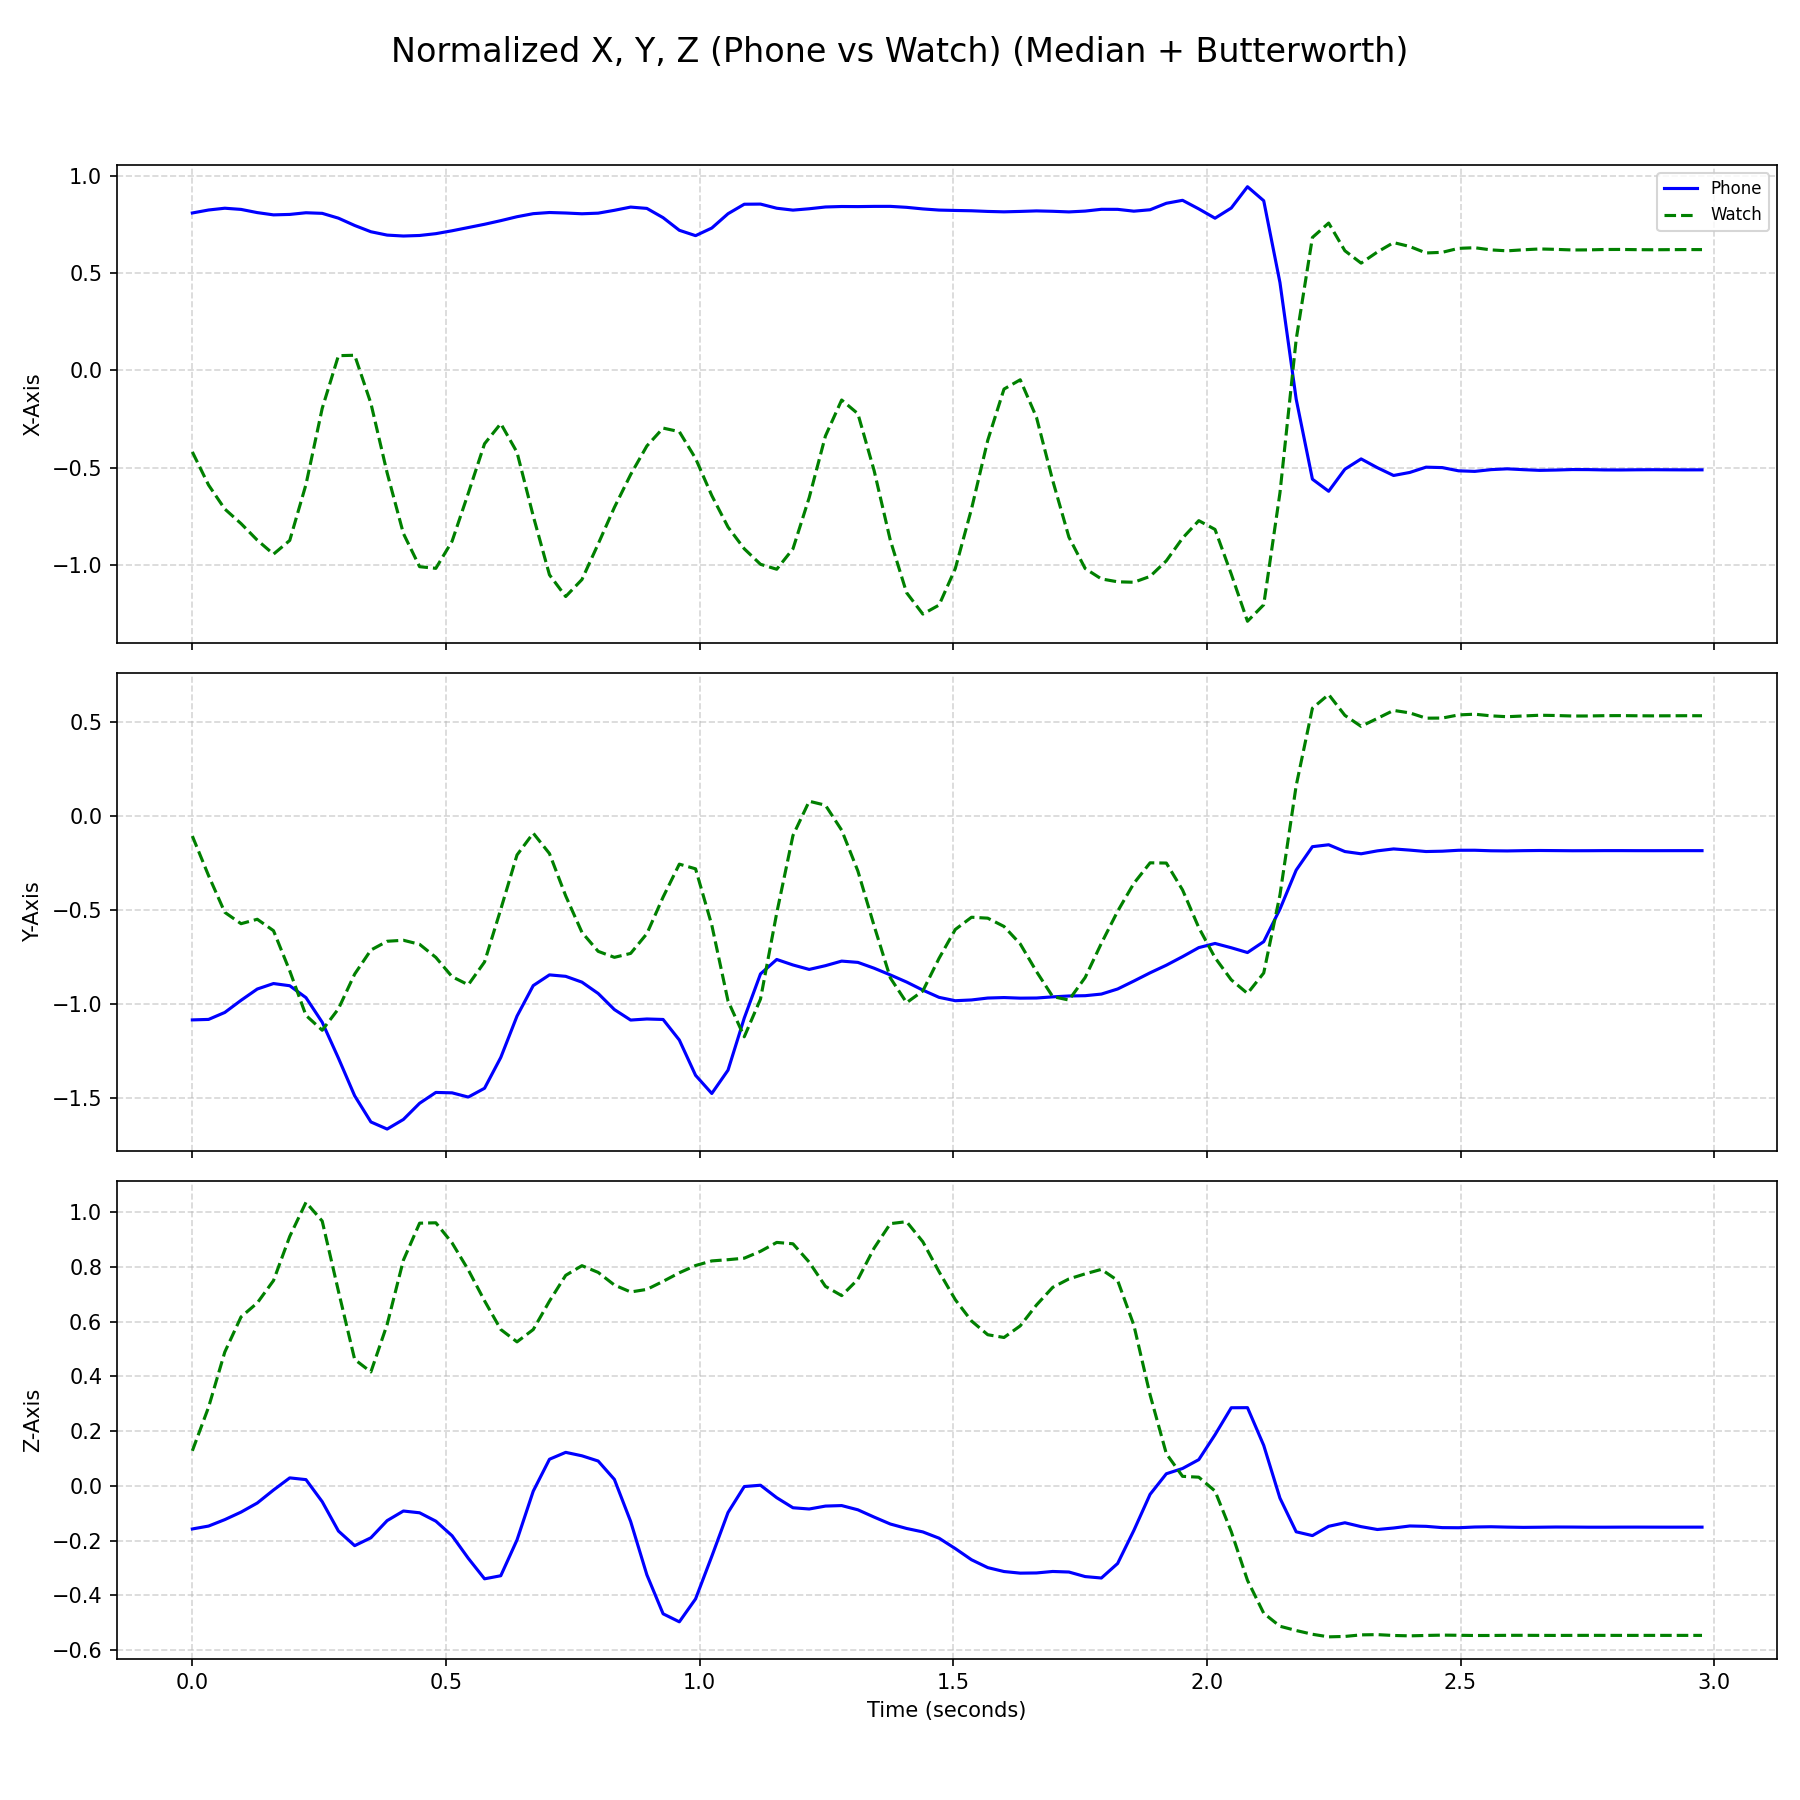 Normalized X, Y, Z (Phone vs Watch) (Median + Butterworth)
Phone
Watch
1.0
0.5
0.0
−0.5
−1.0
X-Axis
0.5
0.0
−0.5
−1.0
−1.5
Y-Axis
1.0
0.8
0.6
0.4
0.2
0.0
−0.2
−0.4
−0.6
Z-Axis
0.0 0.5 1.0 1.5 2.0 2.5 3.0
Time (seconds)